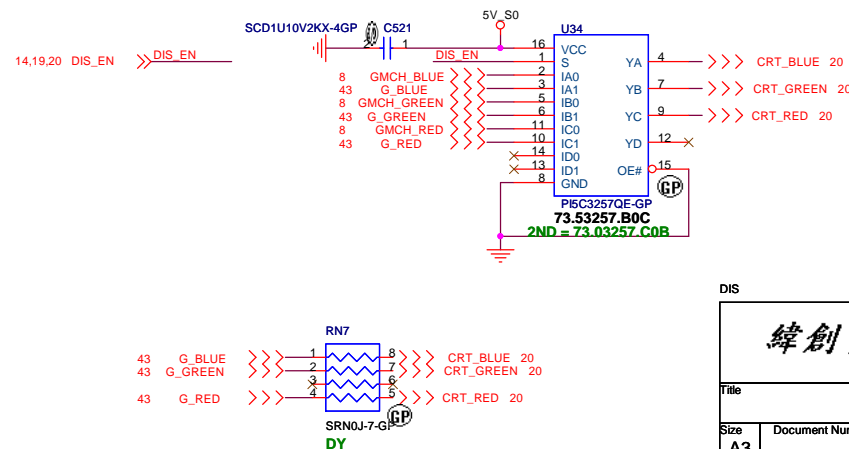 5V_S0
SCD1U10V2KX-4GP C521 U34
2 1
14,19,20 DIS_EN DIS_EN
DIS_EN
16 VCC
1 S YA 4 CRT_BLUE 20
8 GMCH_BLUE 2 IA0
43 G_BLUE 3 IA1 YB 7 CRT_GREEN 20
8 GMCH_GREEN 5 IB0
43 G_GREEN 6 IB1 YC 9 CRT_RED 20
8 GMCH_RED 11 IC0
43 G_RED 10 IC1 YD 12
14 ID0
13 ID1 OE# 15
8 GND
GP
PI5C3257QE-GP
73.53257.B0C
2ND = 73.03257.C0B
DIS
緯創
RN7
43 G_BLUE 1 8 CRT_BLUE 20
43 G_GREEN 2 7 CRT_GREEN 20
3 6
43 G_RED 4 5 CRT_RED 20
GP
SRN0J-7-GP
DY
Title
Size Document Nu
A3